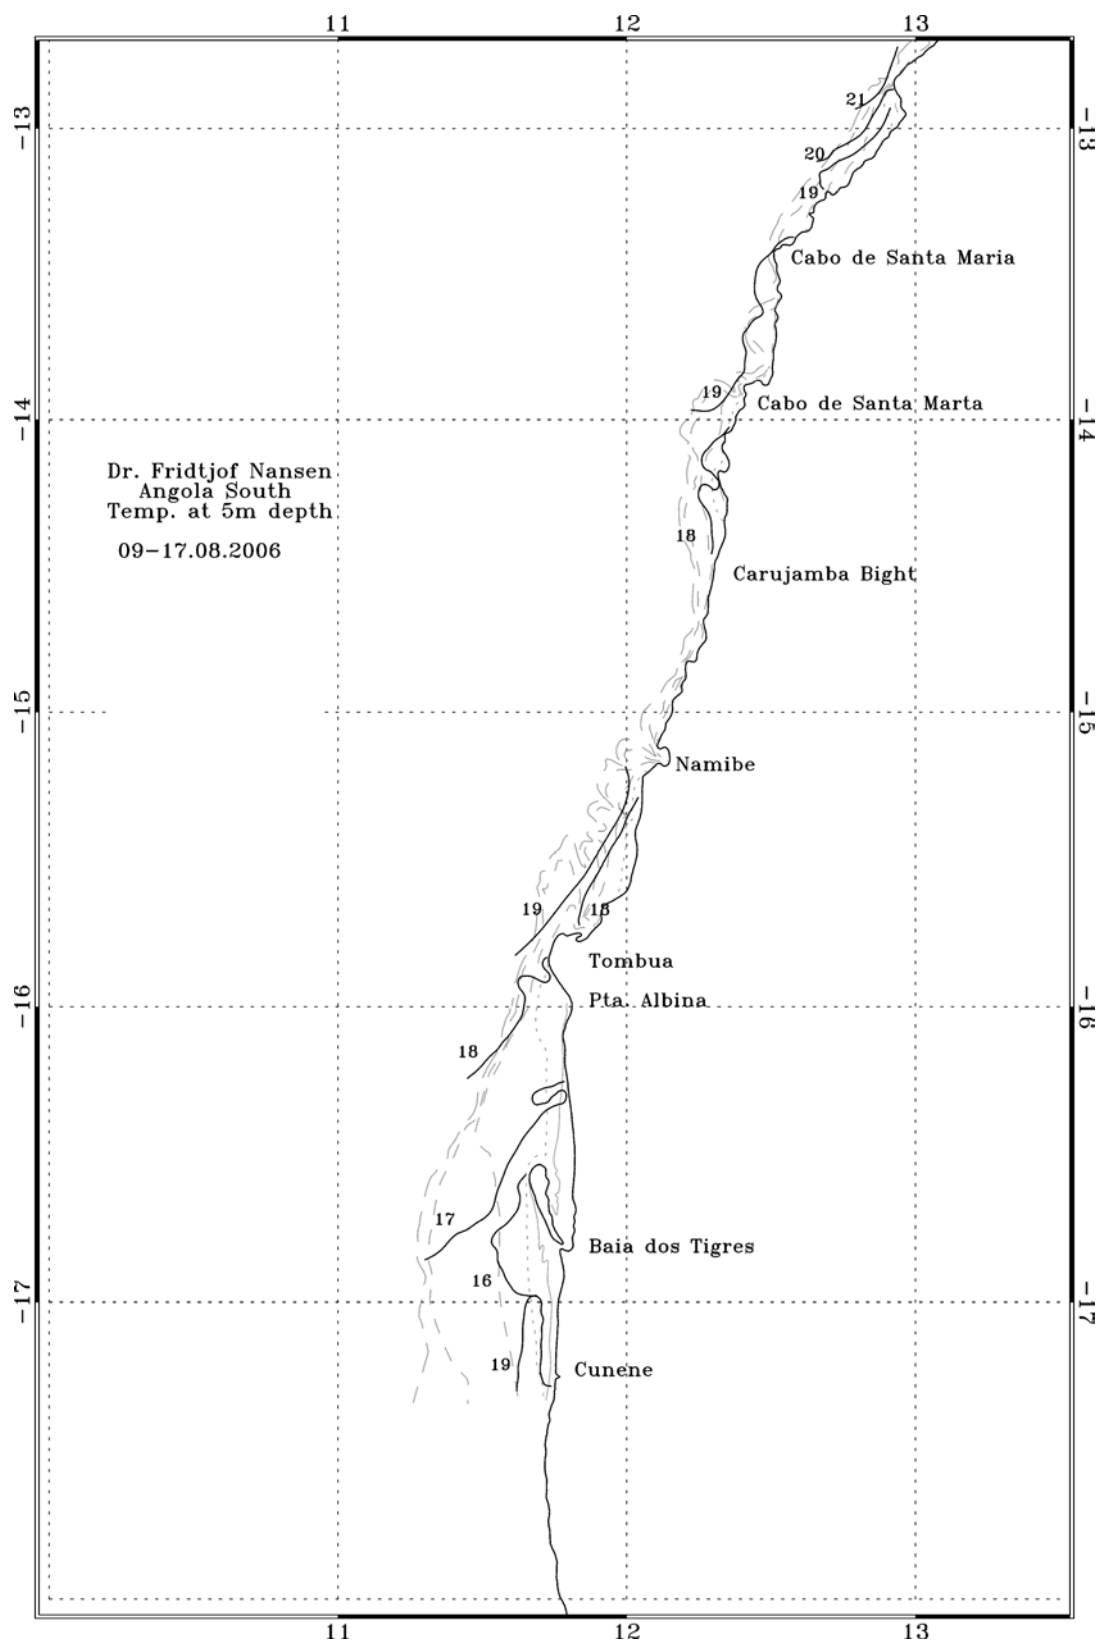 11 12 13
21
-13 -13
20
19
Cabo de Santa Maria
19
Cabo de Santa Marta
-14 -14
Dr. Fridtjof Nansen
Angola South
Temp. at 5m depth
18
09-17.08.2006
Carujamba Bight
-15 -15
Namibe
19 18
Tombua
Pta. Albina
-16 -16
18
17
Baia dos Tigres
16
-17 -17
19
Cunene
11 12 13